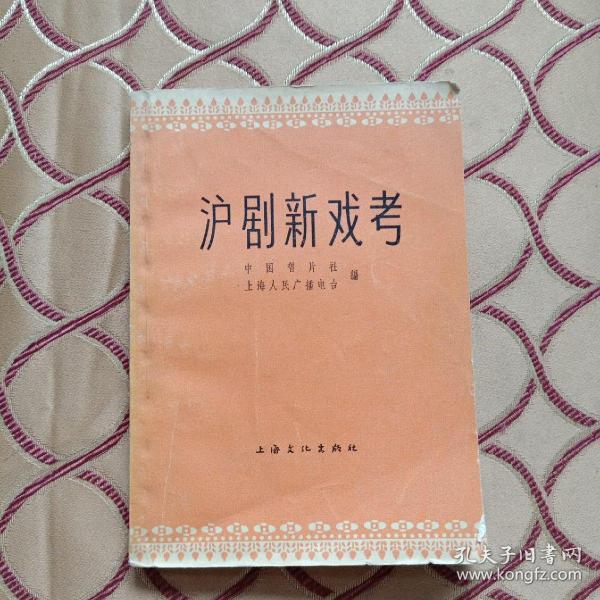 沪剧新戏考
中国唱片社
上海人民广播电台
编
上海文化出版社
孔夫子旧书网
www.kongfz.com